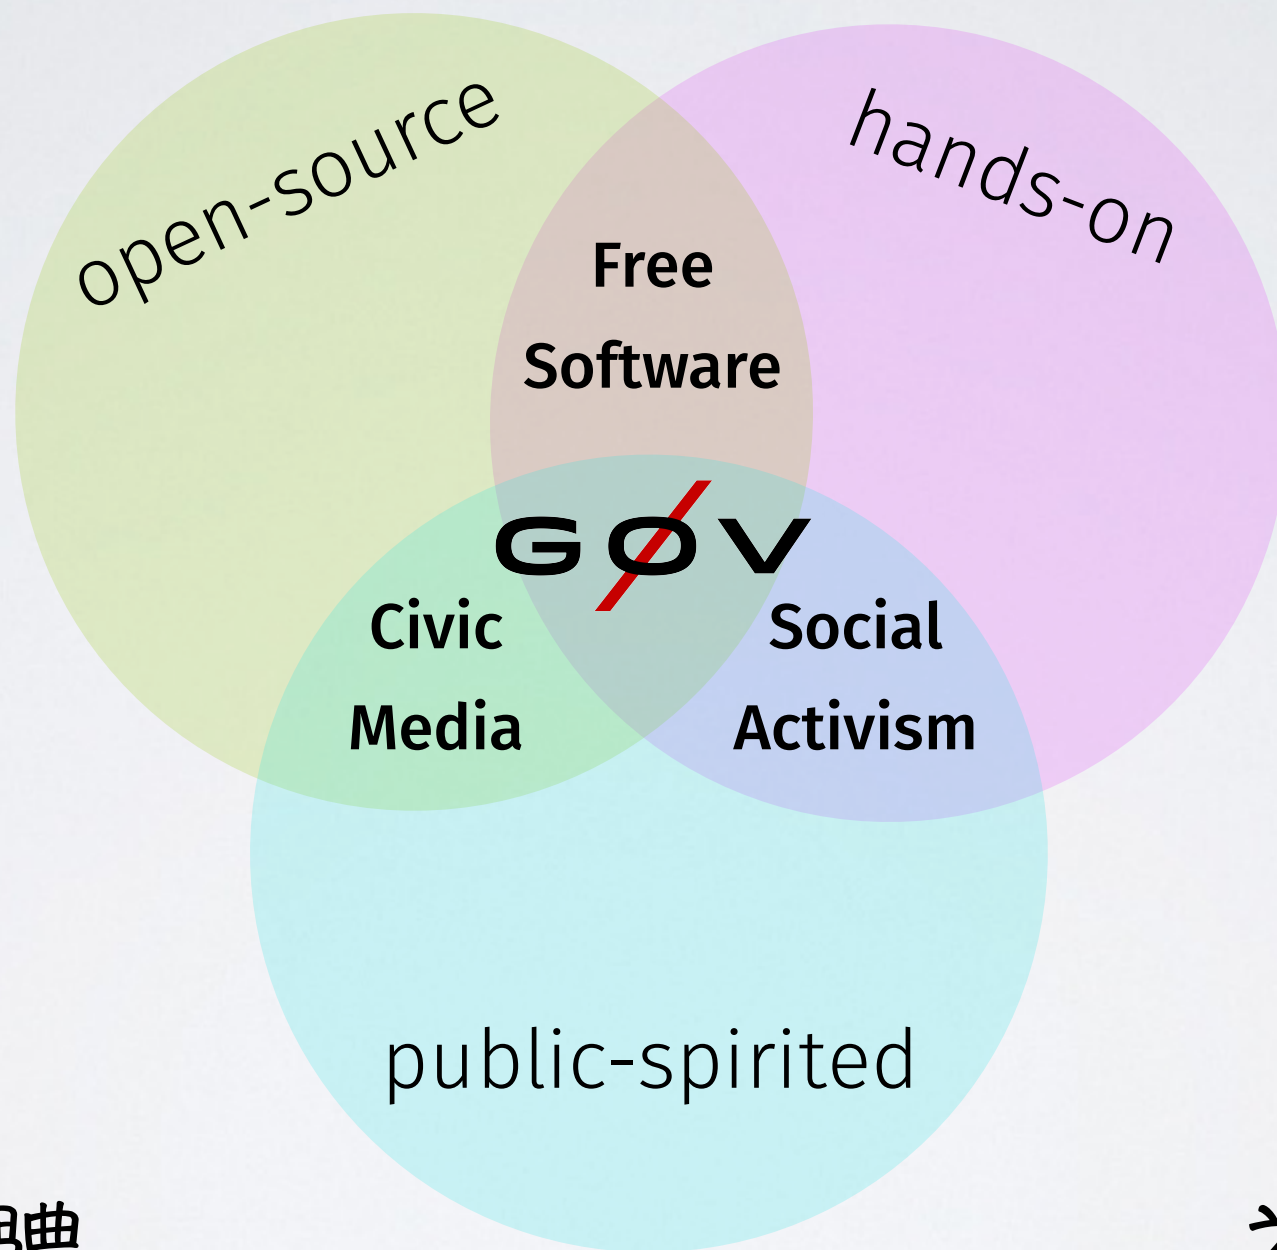 open-source
hands-on
Free
Software
GØV
Civic
Media
Social
Activism
public-spirited